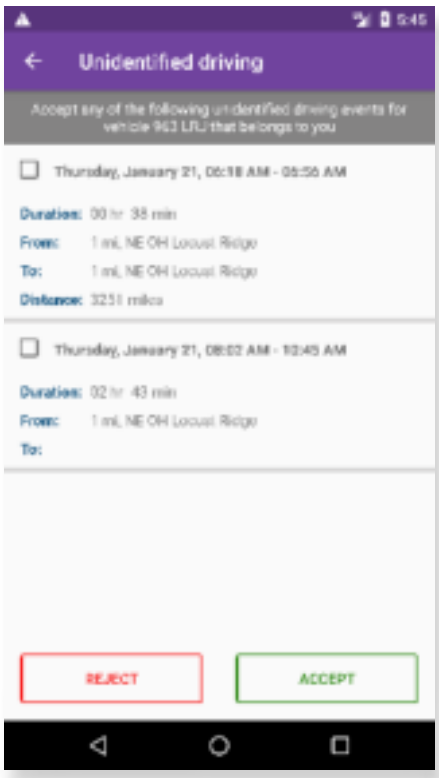 5:45
Unidentified driving
Accept any of the following unidentified driving events for
vehicle 963 LRJ that belongs to you
Thursday, January 21, 06:18 AM - 06:56 AM
Duration: 00 hr 38 min
From: 1 mi, NE OH Locust Ridge
To: 1 mi, NE OH Locust Ridge
Distance: 3251 miles
Thursday, January 21, 08:02 AM - 10:45 AM
Duration: 02 hr 43 min
From: 1 mi, NE OH Locust Ridge
To:
REJECT
ACCEPT